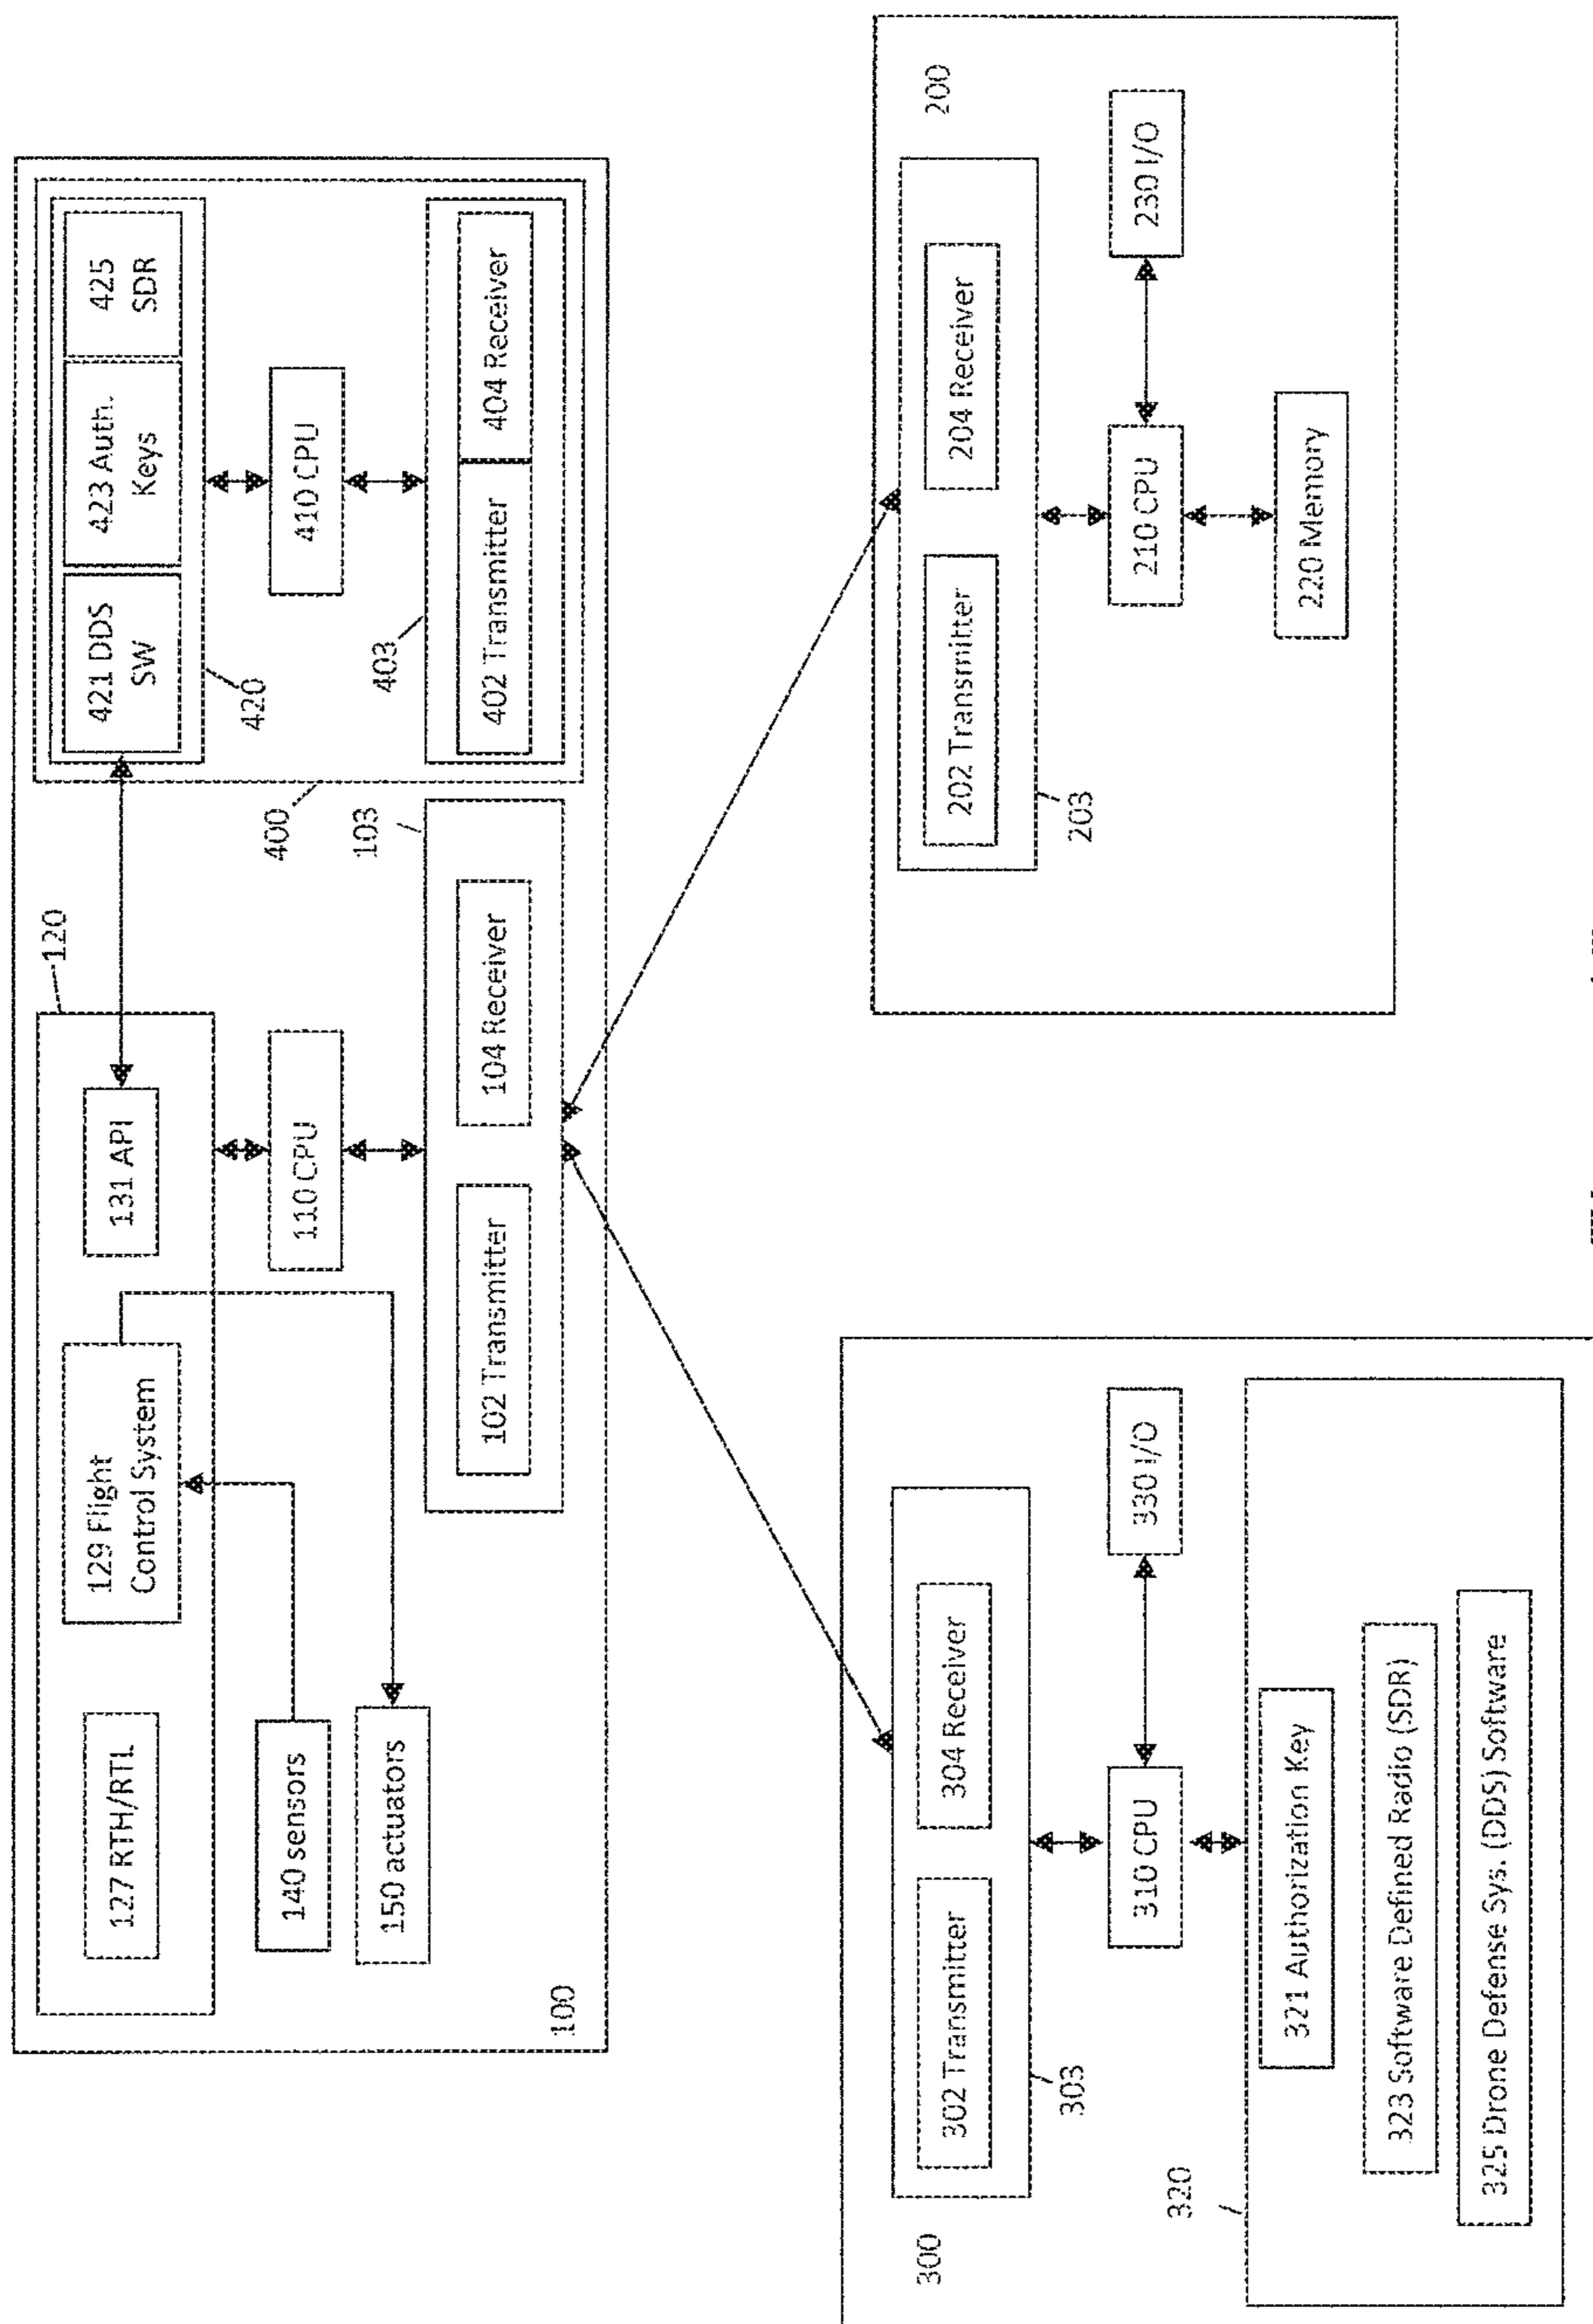 120
127 RTH/RTL
129 Flight
Control System
131 API
421 DDS
SW
423 Auth.
Keys
425
SDR
420
140 sensors
150 actuators
110 CPU
410 CPU
400
103
403
102 Transmitter
104 Receiver
402 Transmitter
404 Receiver
100
300
302 Transmitter
304 Receiver
303
310 CPU
330 I/O
320
321 Authorization Key
323 Software Defined Radio (SDR)
325 Drone Defense Sys. (DDS) Software
200
202 Transmitter
204 Receiver
203
210 CPU
230 I/O
220 Memory